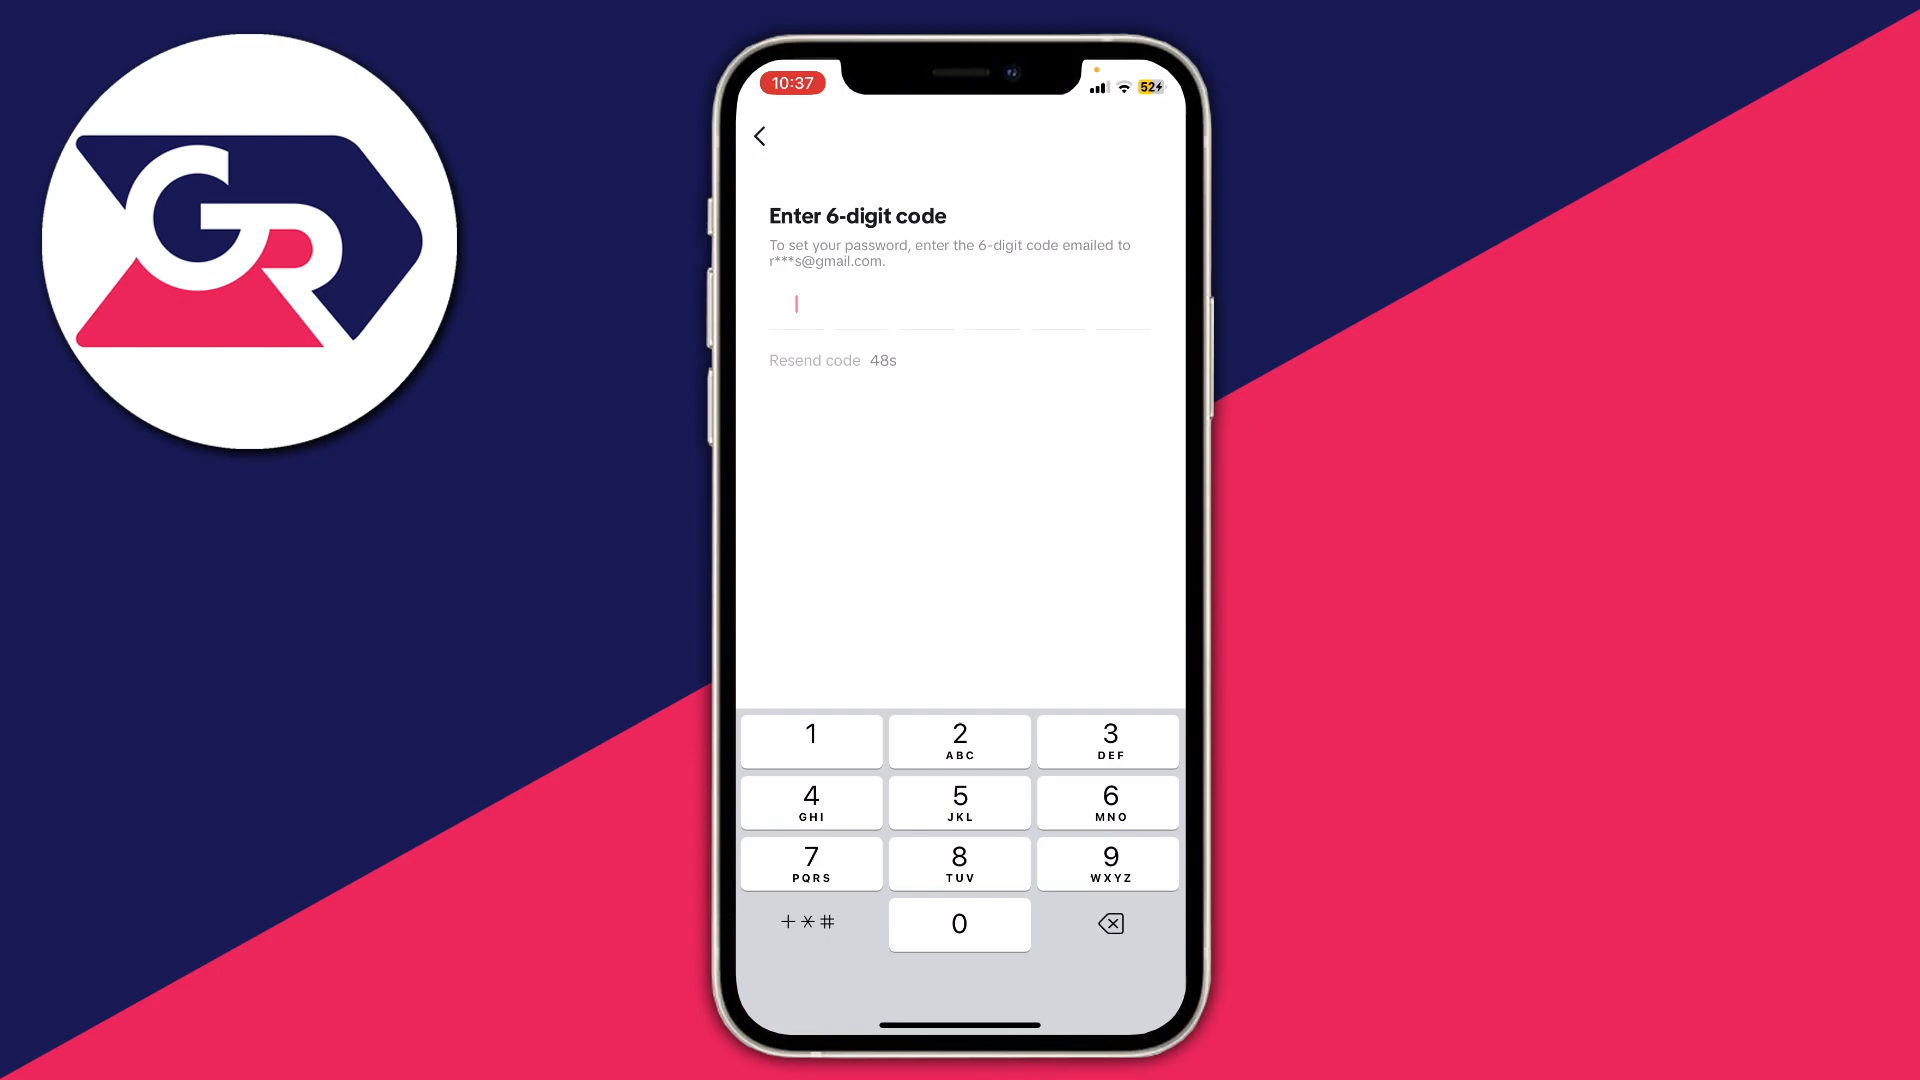 GR
10:37
52
Enter 6-digit code
To set your password, enter the 6-digit code emailed to
r***s@gmail.com.
Resend code 48s
1
2
ABC
3
DEF
4
GHI
5
JKL
6
MNO
7
PQRS
8
TUV
9
WXYZ
+*#
0